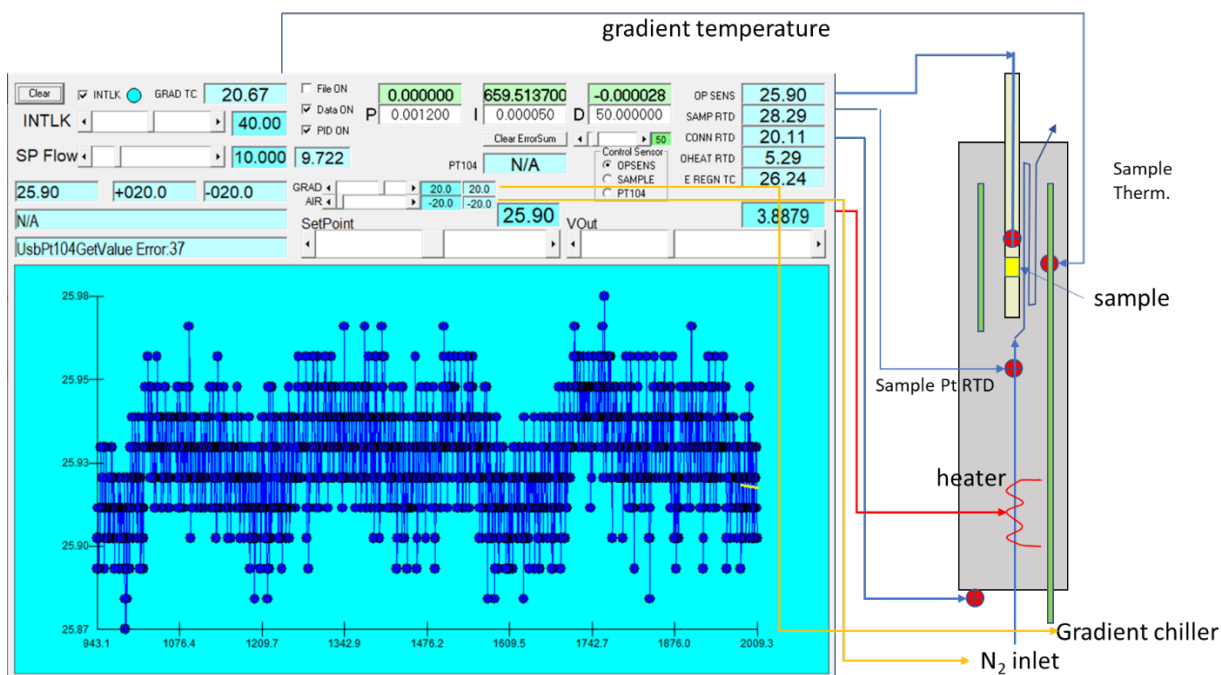 gradient temperature
Clear INTLK GRAD TC 20.67 File ON 0.000000 659.513700 -0.000028 OP SENS 25.90
Data ON P 0.001200 I 0.000050 D 50.000000 SAMP RTD 28.29
INTLK 40.00 PID ON Clear ErrorSum 50 CONN RTD 20.11
SP Flow 10.000 9.722 PT104 N/A Control Sensor OHEAT RTD 5.29
OPSENS E REGN TC 26.24
SAMPLE
PT104
25.90 +020.0 -020.0 GRAD 20.0 20.0
AIR -20.0 -20.0
N/A SetPoint 25.90 VOut 3.8879
UsbPt104GetValue Error:37
25.98
25.95
25.93
25.90
25.87
943.1 1076.4 1209.7 1342.9 1476.2 1609.5 1742.7 1876.0 2009.3
Sample
Therm.
sample
Sample Pt RTD
heater
Gradient chiller
N₂ inlet